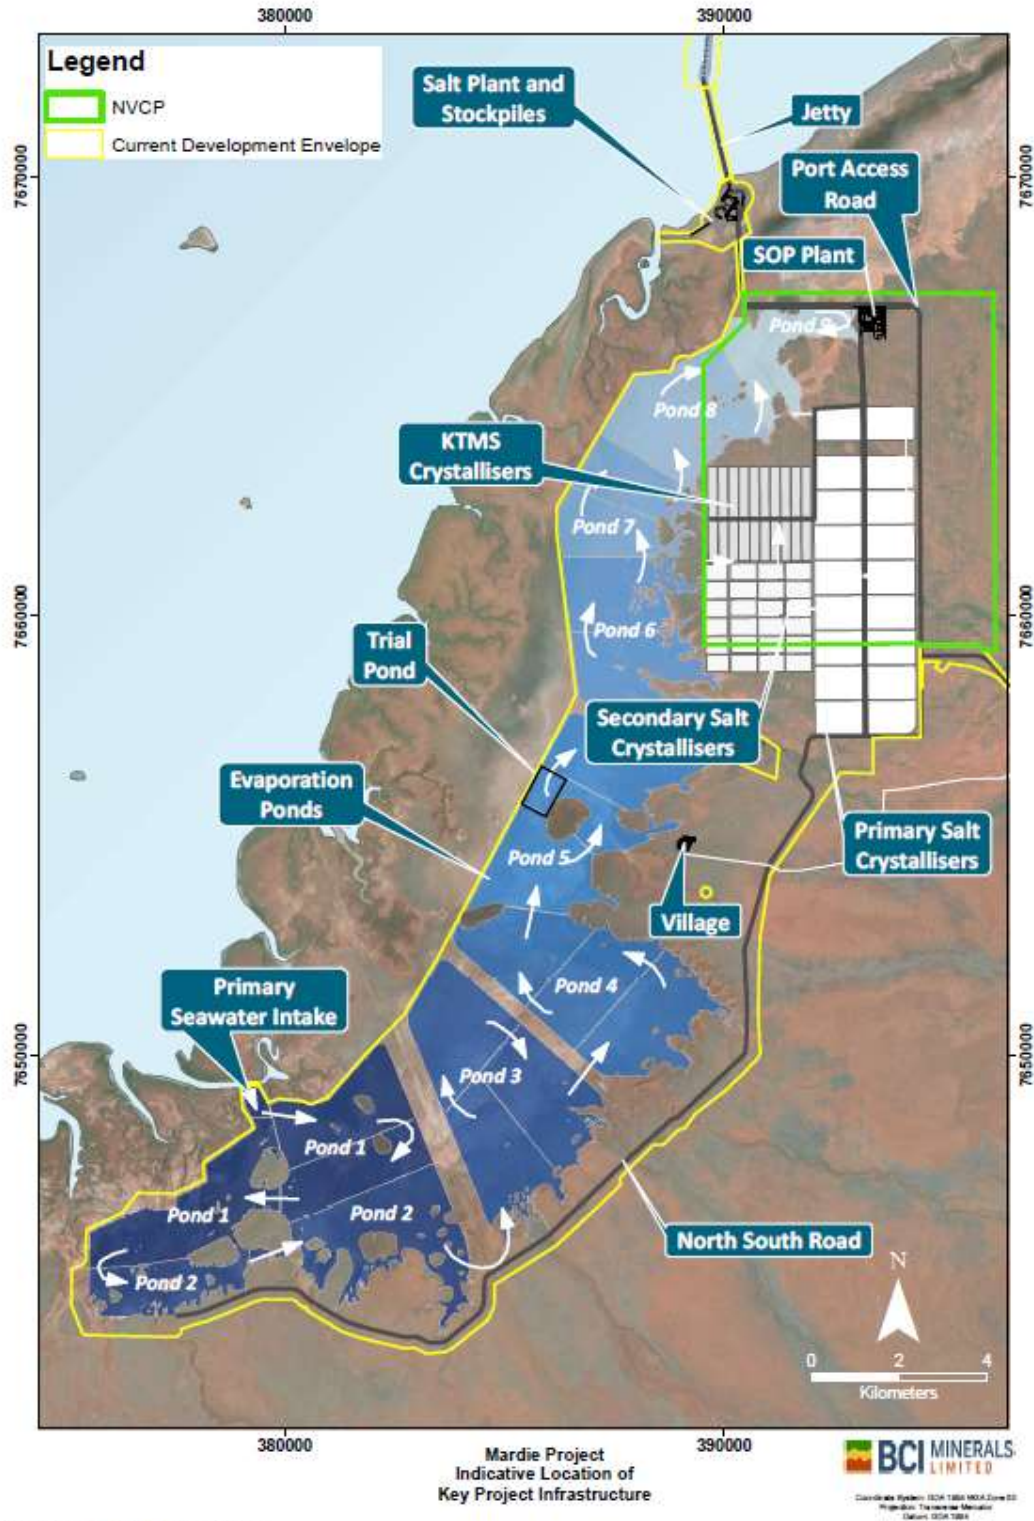 380000
390000
Legend
NVCP
Current Development Envelope
Salt Plant and
Stockpiles
Jetty
7670000
7670000
Port Access
Road
SOP Plant
Pond 9
Pond 8
KTMS
Crystallisers
Pond 7
7660000
7660000
Pond 6
Trial
Pond
Secondary Salt
Crystallisers
Evaporation
Ponds
Primary Salt
Crystallisers
Pond 5
Village
Pond 4
Primary
Seawater Intake
7650000
7650000
Pond 3
Pond 1
Pond 1
Pond 2
North South Road
Pond 2
N
0 2 4
Kilometers
380000
390000
Mardie Project
Indicative Location of
Key Project Infrastructure
BCI MINERALS
LIMITED
Projection: Transverse Mercator